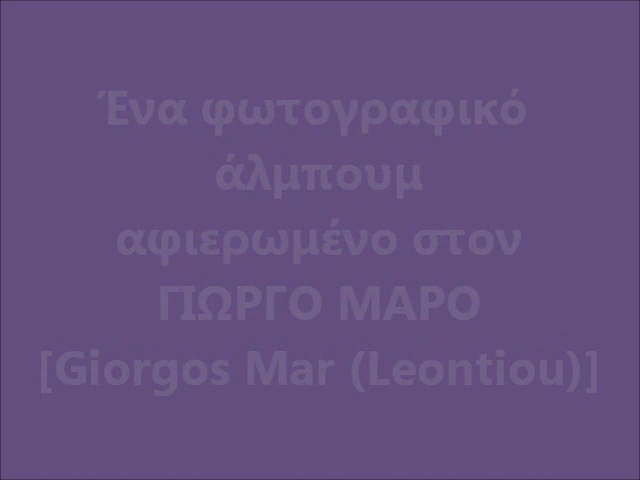 Ένα φωτογραφικό
άλμπουμ
αφιερωμένο στον
ΓΙΩΡΓΟ ΜΑΡΟ
[Giorgos Mar (Leontiou)]